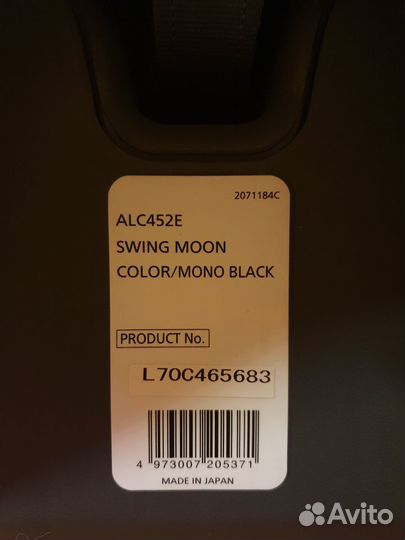 2071184C
ALC452E
SWING MOON
COLOR/MONO BLACK
PRODUCT No.
L70C465683
4 973007 205371
MADE IN JAPAN
Avito